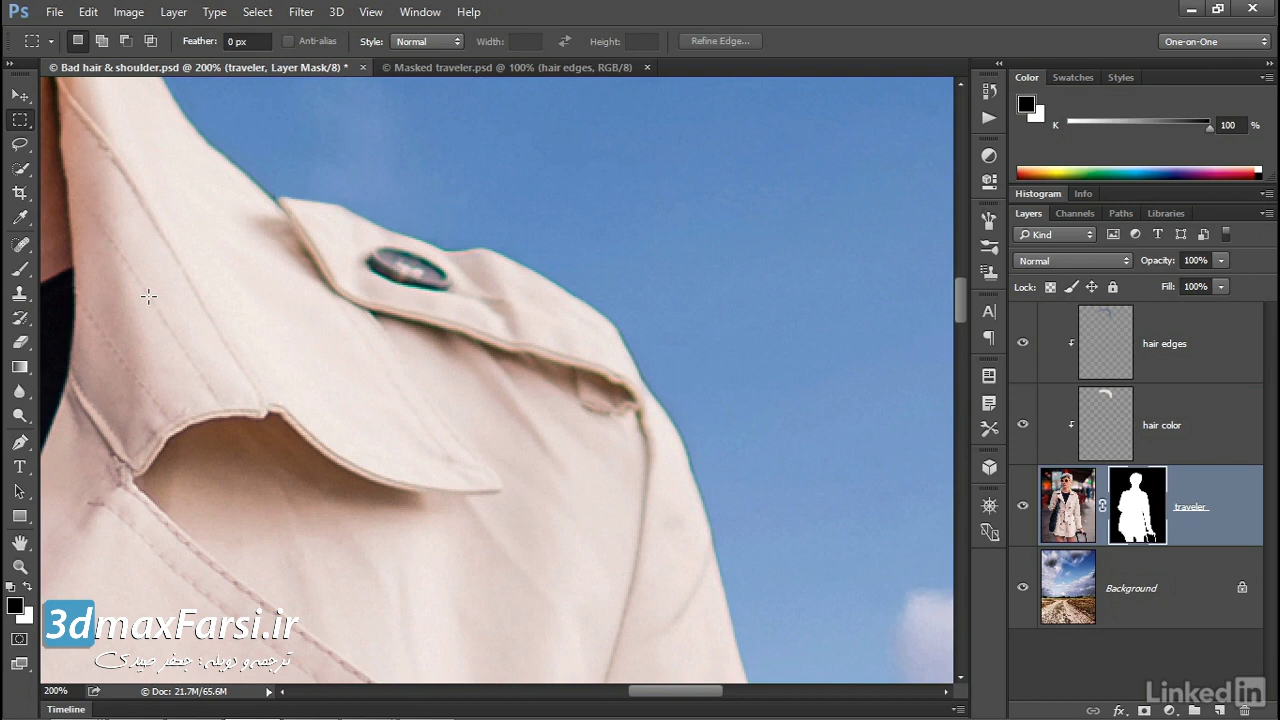 Ps File Edit Image Layer Type Select Filter 3D View Window Help
Feather: 0 px Anti-alias Style: Normal Width: Height: Refine Edge... One-on-One
© Bad hair & shoulder.psd @ 200% (traveler, Layer Mask/8) * × © Masked traveler.psd @ 100% (hair edges, RGB/8) ×
Color Swatches Styles
K 100 %
Histogram Info
Layers Channels Paths Libraries
Kind
Normal Opacity: 100%
Lock: Fill: 100%
hair edges
hair color
traveler
Background
3dmaxFarsi.ir
200% © Doc: 21.7M/65.6M
Linked in
Timeline fx